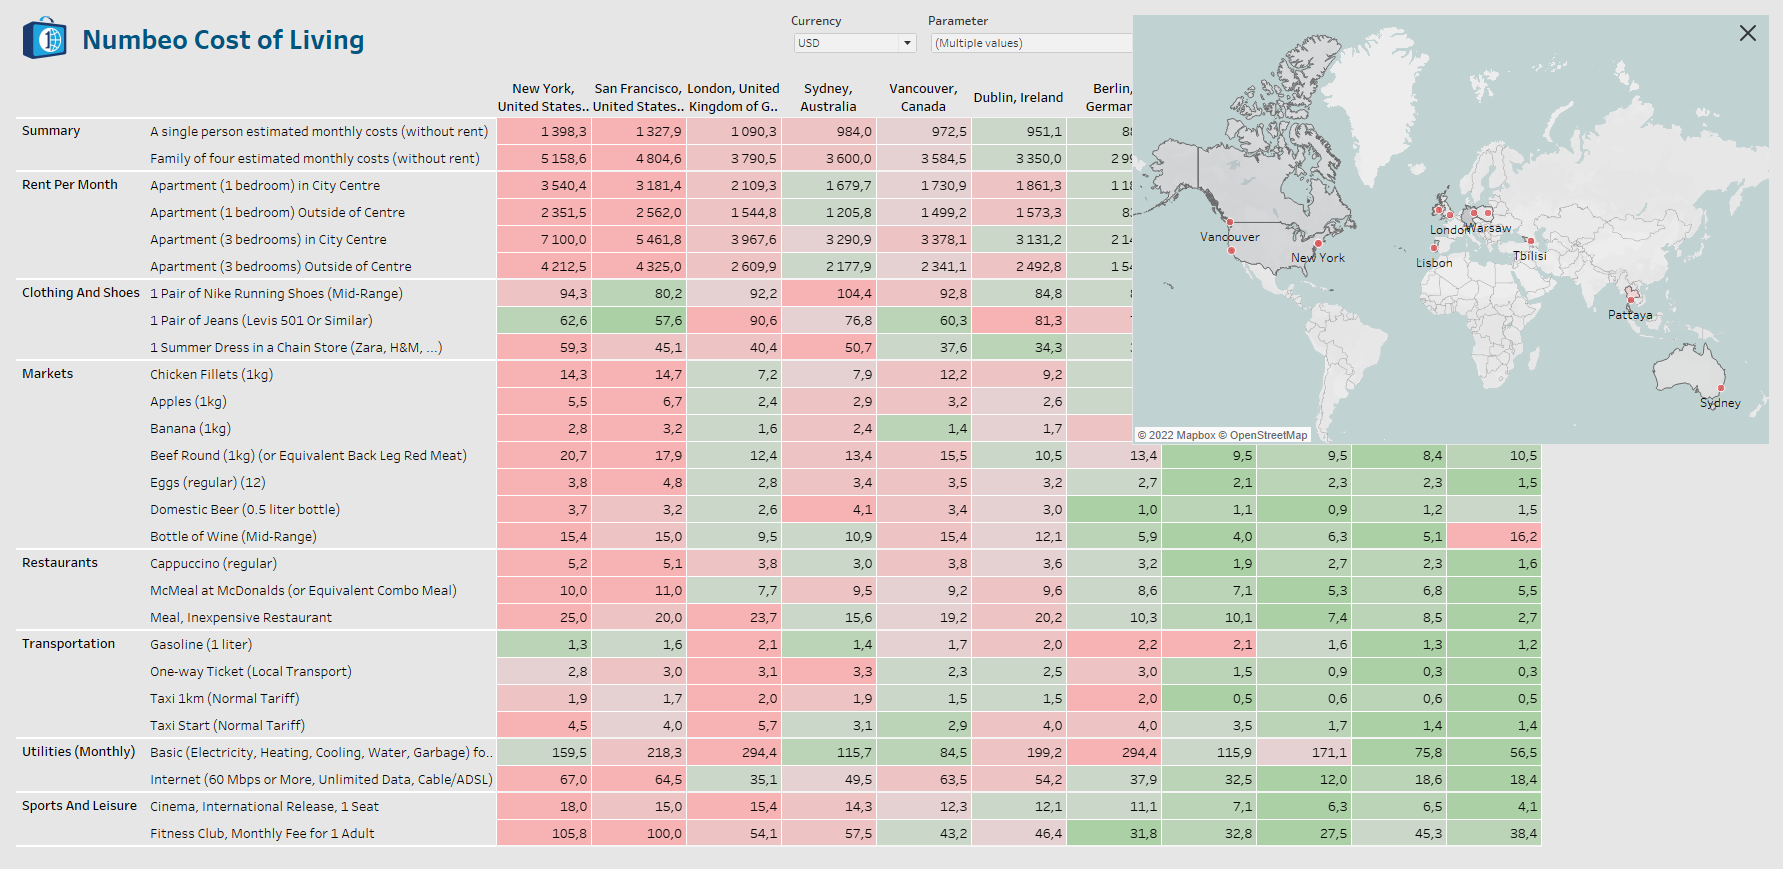 Numbeo Cost of Living
Currency
Parameter
USD
(Multiple values)
New York, United States..
San Francisco, United States..
London, United Kingdom of G..
Sydney, Australia
Vancouver, Canada
Dublin, Ireland
Berlin,
Summary
A single person estimated monthly costs (without rent) 1 398,3 1 327,9 1 090,3 984,0 972,5 951,1
Family of four estimated monthly costs (without rent) 5 158,6 4 804,6 3 790,5 3 600,0 3 584,5 3 350,0
Rent Per Month
Apartment (1 bedroom) in City Centre 3 540,4 3 181,4 2 109,3 1 679,7 1 730,9 1 861,3
Apartment (1 bedroom) Outside of Centre 2 351,5 2 562,0 1 544,8 1 205,8 1 499,2 1 573,3
Apartment (3 bedrooms) in City Centre 7 100,0 5 461,8 3 967,6 3 290,9 3 378,1 3 131,2
Apartment (3 bedrooms) Outside of Centre 4 212,5 4 325,0 2 609,9 2 177,9 2 341,1 2 492,8
Clothing And Shoes
1 Pair of Nike Running Shoes (Mid-Range) 94,3 80,2 92,2 104,4 92,8 84,8
1 Pair of Jeans (Levis 501 Or Similar) 62,6 57,6 90,6 76,8 60,3 81,3
1 Summer Dress in a Chain Store (Zara, H&M, ...) 59,3 45,1 40,4 50,7 37,6 34,3
Markets
Chicken Fillets (1kg) 14,3 14,7 7,2 7,9 12,2 9,2
Apples (1kg) 5,5 6,7 2,4 2,9 3,2 2,6
Banana (1kg) 2,8 3,2 1,6 2,4 1,4 1,7
Beef Round (1kg) (or Equivalent Back Leg Red Meat) 20,7 17,9 12,4 13,4 15,5 10,5 13,4 9,5 9,5 8,4 10,5
Eggs (regular) (12) 3,8 4,8 2,8 3,4 3,5 3,2 2,7 2,1 2,3 2,3 1,5
Domestic Beer (0.5 liter bottle) 3,7 3,2 2,6 4,1 3,4 3,0 1,0 1,1 0,9 1,2 1,5
Bottle of Wine (Mid-Range) 15,4 15,0 9,5 10,9 15,4 12,1 5,9 4,0 6,3 5,1 16,2
Restaurants
Cappuccino (regular) 5,2 5,1 3,8 3,0 3,8 3,6 3,2 1,9 2,7 2,3 1,6
McMeal at McDonalds (or Equivalent Combo Meal) 10,0 11,0 7,7 9,5 9,2 9,6 8,6 7,1 5,3 6,8 5,5
Meal, Inexpensive Restaurant 25,0 20,0 23,7 15,6 19,2 20,2 10,3 10,1 7,4 8,5 2,7
Transportation
Gasoline (1 liter) 1,3 1,6 2,1 1,4 1,7 2,0 2,2 2,1 1,6 1,3 1,2
One-way Ticket (Local Transport) 2,8 3,0 3,1 3,3 2,3 2,5 3,0 1,5 0,9 0,3 0,3
Taxi 1km (Normal Tariff) 1,9 1,7 2,0 1,9 1,5 1,5 2,0 0,5 0,6 0,6 0,5
Taxi Start (Normal Tariff) 4,5 4,0 5,7 3,1 2,9 4,0 4,0 3,5 1,7 1,4 1,4
Utilities (Monthly)
Basic (Electricity, Heating, Cooling, Water, Garbage) fo.. 159,5 218,3 294,4 115,7 84,5 199,2 294,4 115,9 171,1 75,8 56,5
Internet (60 Mbps or More, Unlimited Data, Cable/ADSL) 67,0 64,5 35,1 49,5 63,5 54,2 37,9 32,5 12,0 18,6 18,4
Sports And Leisure
Cinema, International Release, 1 Seat 18,0 15,0 15,4 14,3 12,3 12,1 11,1 7,1 6,3 6,5 4,1
Fitness Club, Monthly Fee for 1 Adult 105,8 100,0 54,1 57,5 43,2 46,4 31,8 32,8 27,5 45,3 38,4
Vancouver
New York
London
Warsaw
Lisbon
Tbilisi
Pattaya
Sydney
© 2022 Mapbox © OpenStreetMap